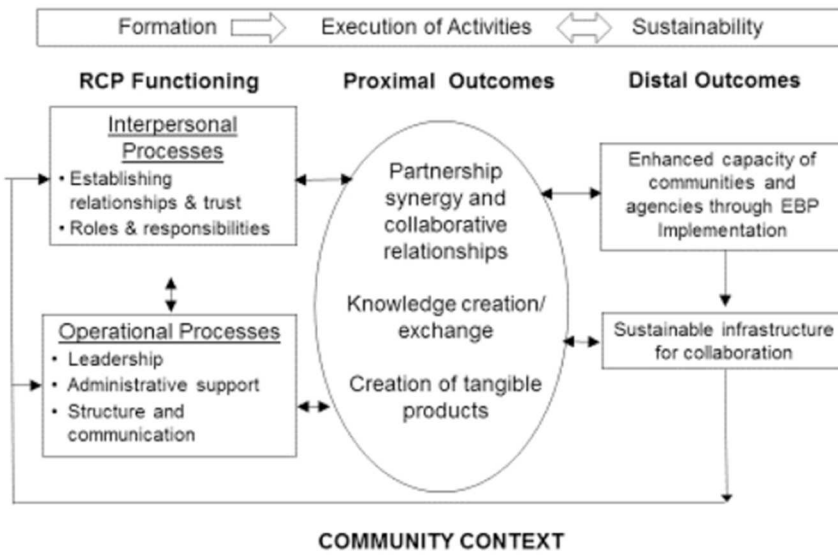 Formation Execution of Activities Sustainability
RCP Functioning Proximal Outcomes Distal Outcomes
Interpersonal
Processes
• Establishing
relationships & trust
• Roles & responsibilities
Operational Processes
• Leadership
• Administrative support
• Structure and
communication
Partnership
synergy and
collaborative
relationships
Knowledge creation/
exchange
Creation of tangible
products
Enhanced capacity of
communities and
agencies through EBP
Implementation
Sustainable infrastructure
for collaboration
COMMUNITY CONTEXT